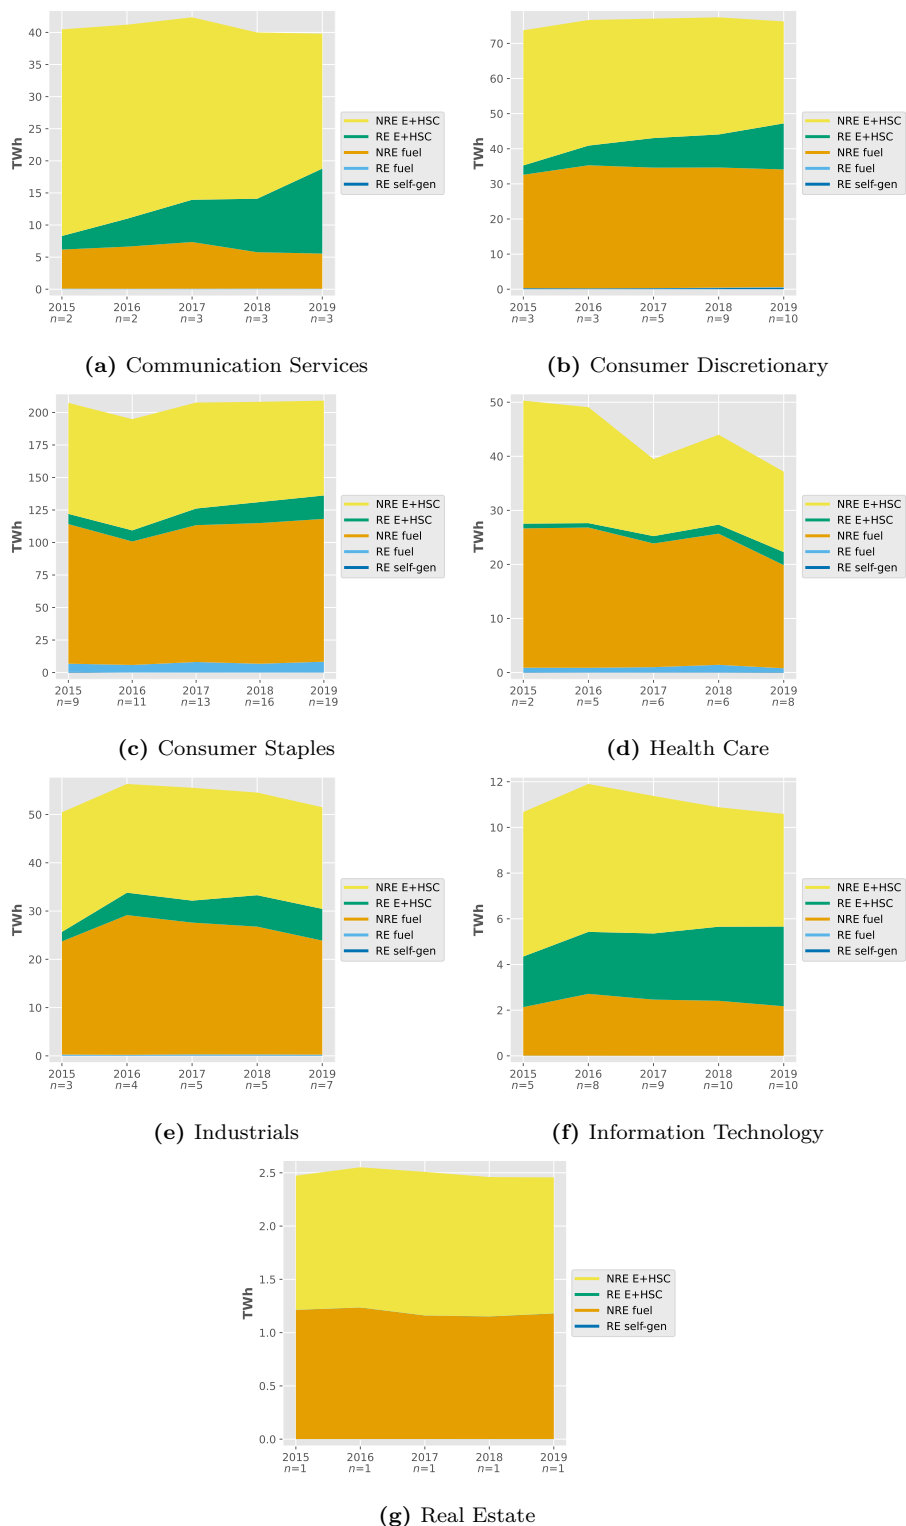 TWh
40
35
30
25
20
15
10
5
0
2015 2016 2017 2018 2019
n=2 n=2 n=3 n=3 n=3
NRE E+HSC
RE E+HSC
NRE fuel
RE fuel
RE self-gen
(a) Communication Services
TWh
70
60
50
40
30
20
10
0
2015 2016 2017 2018 2019
n=3 n=3 n=5 n=9 n=10
NRE E+HSC
RE E+HSC
NRE fuel
RE fuel
RE self-gen
(b) Consumer Discretionary
TWh
200
175
150
125
100
75
50
25
0
2015 2016 2017 2018 2019
n=9 n=11 n=13 n=16 n=19
NRE E+HSC
RE E+HSC
NRE fuel
RE fuel
RE self-gen
(c) Consumer Staples
TWh
50
40
30
20
10
0
2015 2016 2017 2018 2019
n=2 n=5 n=6 n=6 n=8
NRE E+HSC
RE E+HSC
NRE fuel
RE fuel
RE self-gen
(d) Health Care
TWh
50
40
30
20
10
0
2015 2016 2017 2018 2019
n=3 n=4 n=5 n=5 n=7
NRE E+HSC
RE E+HSC
NRE fuel
RE fuel
RE self-gen
(e) Industrials
TWh
12
10
8
6
4
2
0
2015 2016 2017 2018 2019
n=5 n=8 n=9 n=10 n=10
NRE E+HSC
RE E+HSC
NRE fuel
RE fuel
RE self-gen
(f) Information Technology
TWh
2.5
2.0
1.5
1.0
0.5
0.0
2015 2016 2017 2018 2019
n=1 n=1 n=1 n=1 n=1
NRE E+HSC
RE E+HSC
NRE fuel
RE self-gen
(g) Real Estate